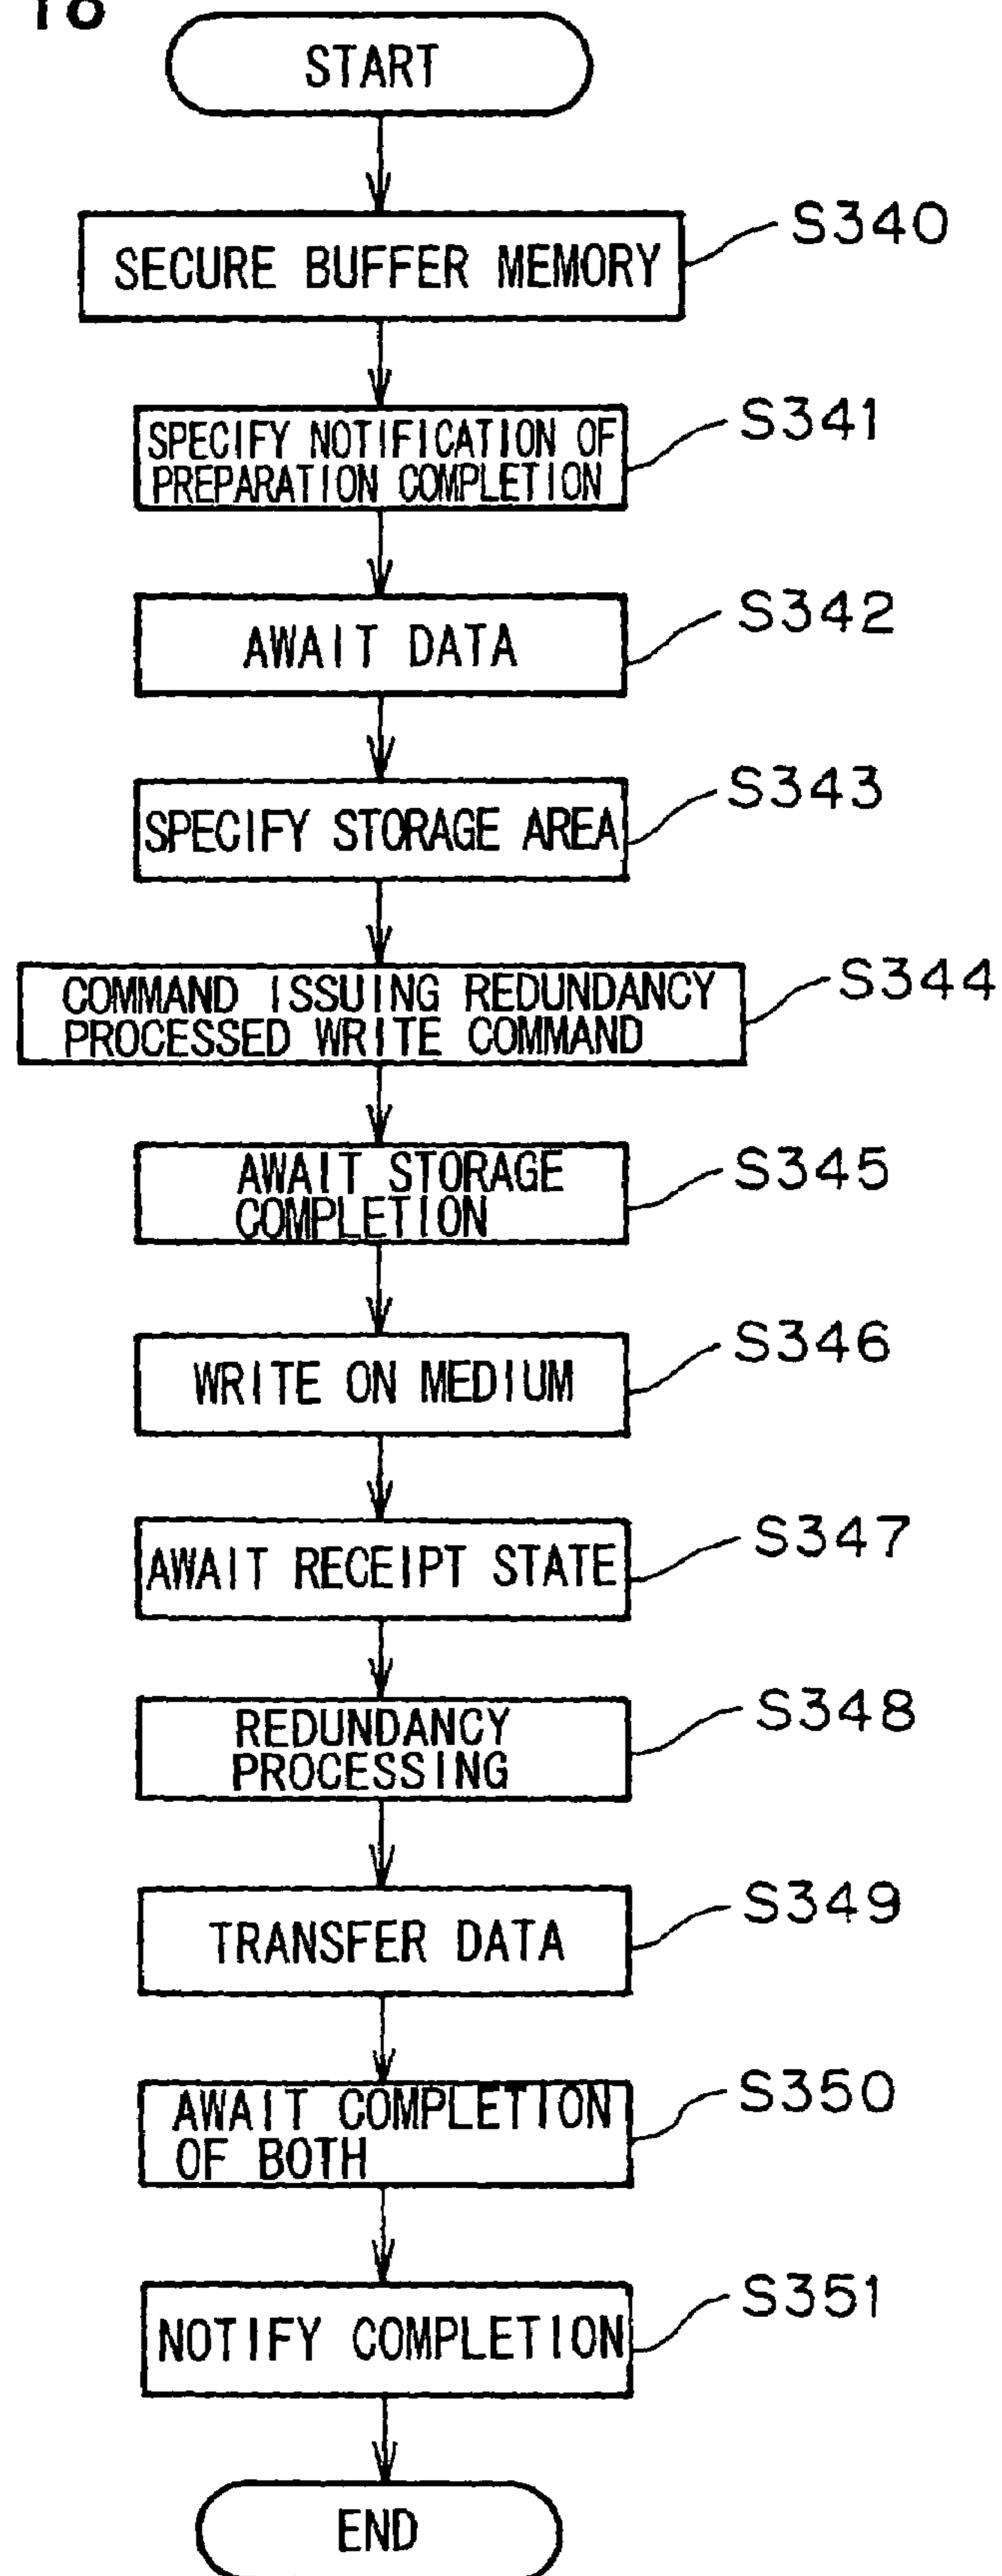 18
START
SECURE BUFFER MEMORY
S340
SPECIFY NOTIFICATION OF
PREPARATION COMPLETION
S341
AWAIT DATA
S342
SPECIFY STORAGE AREA
S343
COMMAND ISSUING REDUNDANCY
PROCESSED WRITE COMMAND
S344
AWAIT STORAGE
COMPLETION
S345
WRITE ON MEDIUM
S346
AWAIT RECEIPT STATE
S347
REDUNDANCY
PROCESSING
S348
TRANSFER DATA
S349
AWAIT COMPLETION
OF BOTH
S350
NOTIFY COMPLETION
S351
END